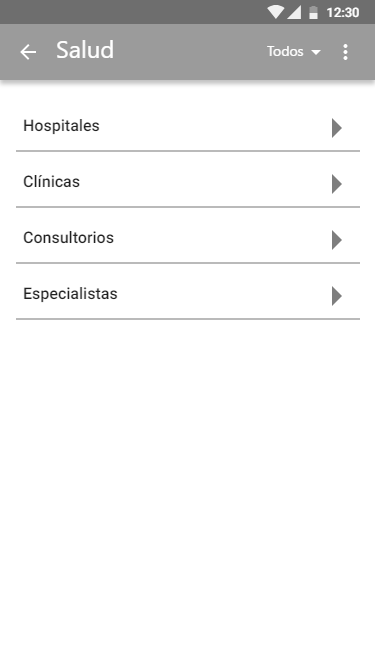 12:30
Salud
Todos
Hospitales
Clínicas
Consultorios
Especialistas